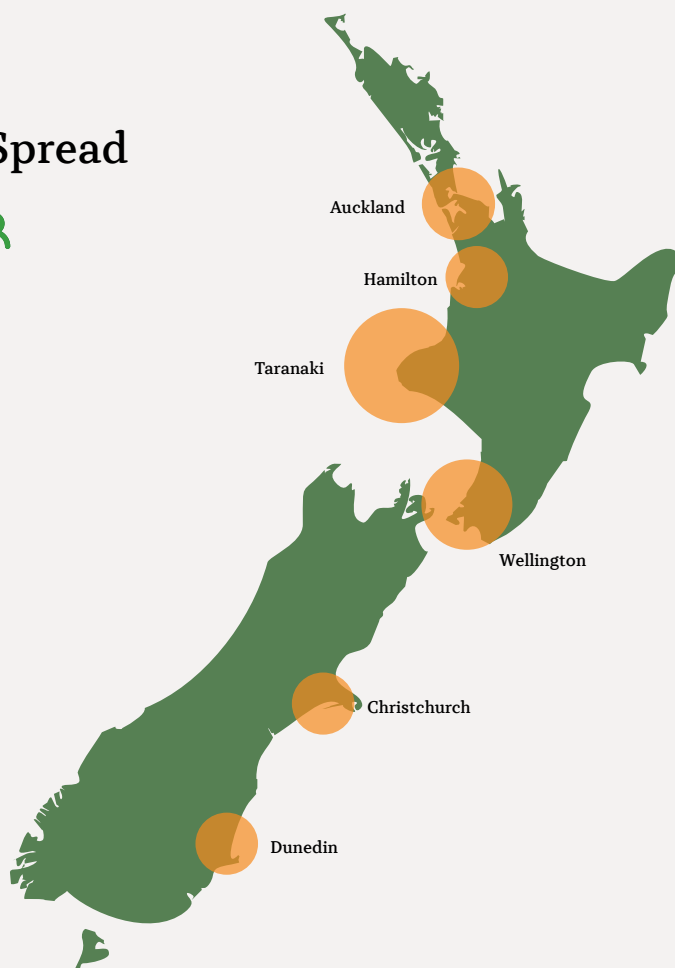 Spread
Auckland
Hamilton
Taranaki
Wellington
Christchurch
Dunedin